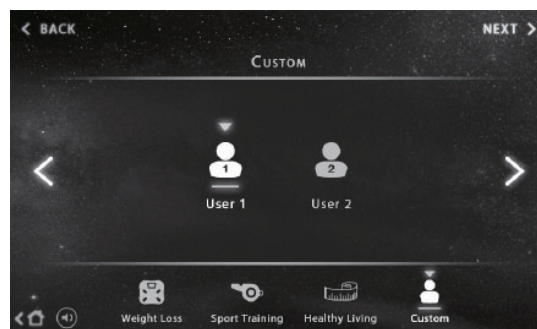 BACK
NEXT
CUSTOM
1
2
User 1
User 2
Weight Loss
Sport Training
Healthy Living
Custom